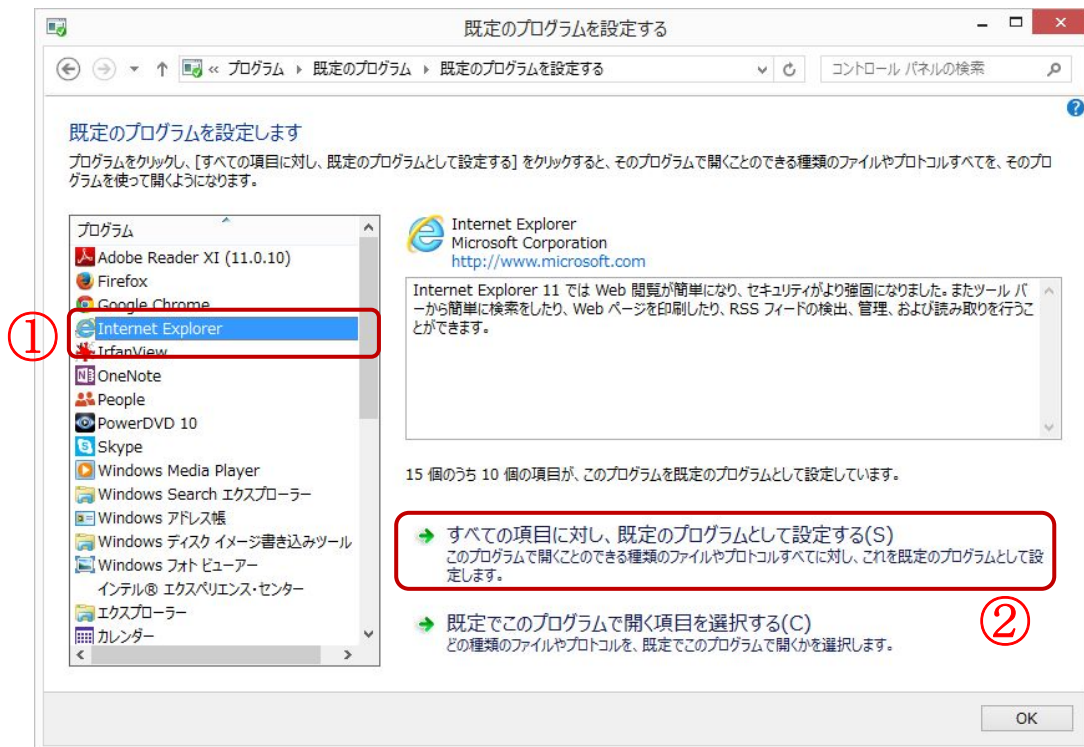 既定のプログラムを設定する
« プログラム ▸ 既定のプログラム ▸ 既定のプログラムを設定する
コントロール パネルの検索
既定のプログラムを設定します
プログラムをクリックし、[すべての項目に対し、既定のプログラムとして設定する] をクリックすると、そのプログラムで開くことのできる種類のファイルやプロトコルすべてを、そのプロ
グラムを使って開くようになります。
プログラム
Adobe Reader XI (11.0.10)
Firefox
Google Chrome
①
Internet Explorer
IrfanView
OneNote
People
PowerDVD 10
Skype
Windows Media Player
Windows Search エクスプローラー
Windows アドレス帳
Windows ディスク イメージ書き込みツール
Windows フォト ビューアー
インテル® エクスペリエンス・センター
エクスプローラー
カレンダー
Internet Explorer
Microsoft Corporation
http://www.microsoft.com
Internet Explorer 11 では Web 閲覧が簡単になり、セキュリティがより強固になりました。またツール バ
ーから簡単に検索をしたり、Web ページを印刷したり、RSS フィードの検出、管理、および読み取りを行うこ
とができます。
15 個のうち 10 個の項目が、このプログラムを既定のプログラムとして設定しています。
すべての項目に対し、既定のプログラムとして設定する(S)
このプログラムで開くことのできる種類のファイルやプロトコルすべてに対し、これを既定のプログラムとして設
定します。
②
既定でこのプログラムで開く項目を選択する(C)
どの種類のファイルやプロトコルを、既定でこのプログラムで開くかを選択します。
OK